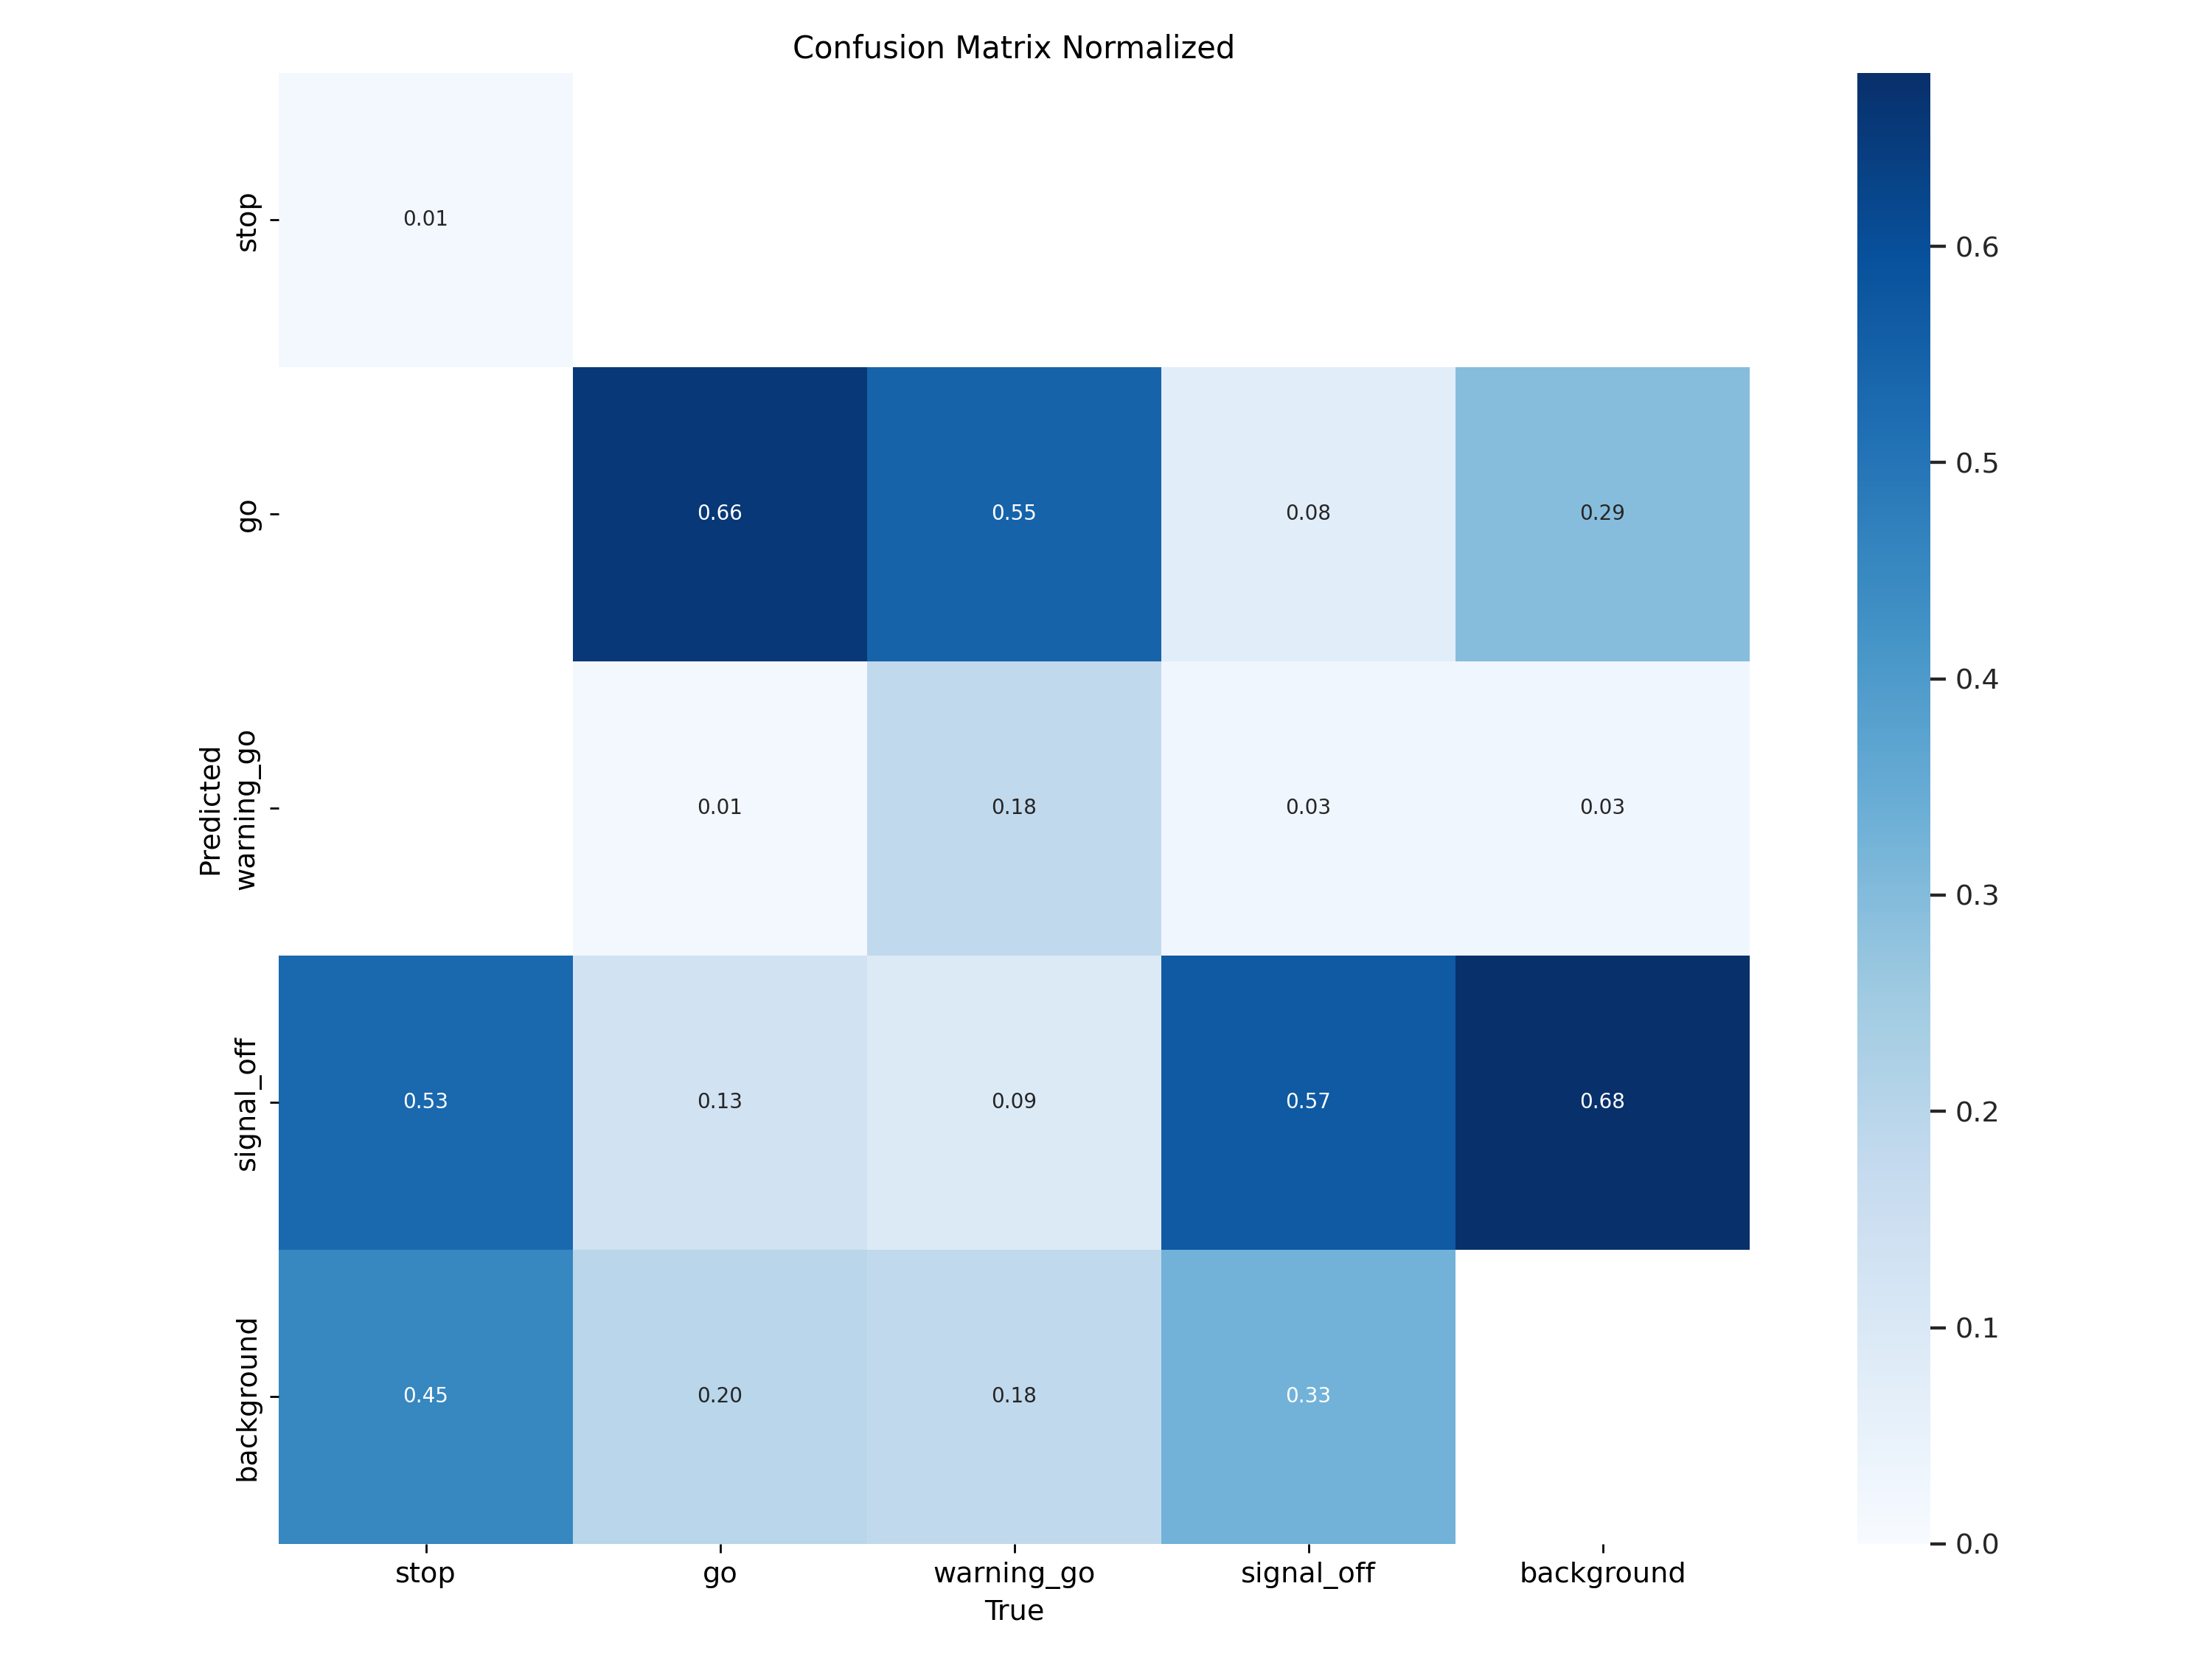 Confusion Matrix Normalized
stop
0.01
go
0.66 0.55 0.08 0.29
Predicted
warning_go
0.01 0.18 0.03 0.03
signal_off
0.53 0.13 0.09 0.57 0.68
background
0.45 0.20 0.18 0.33
stop go warning_go signal_off background
True
0.6
0.5
0.4
0.3
0.2
0.1
0.0